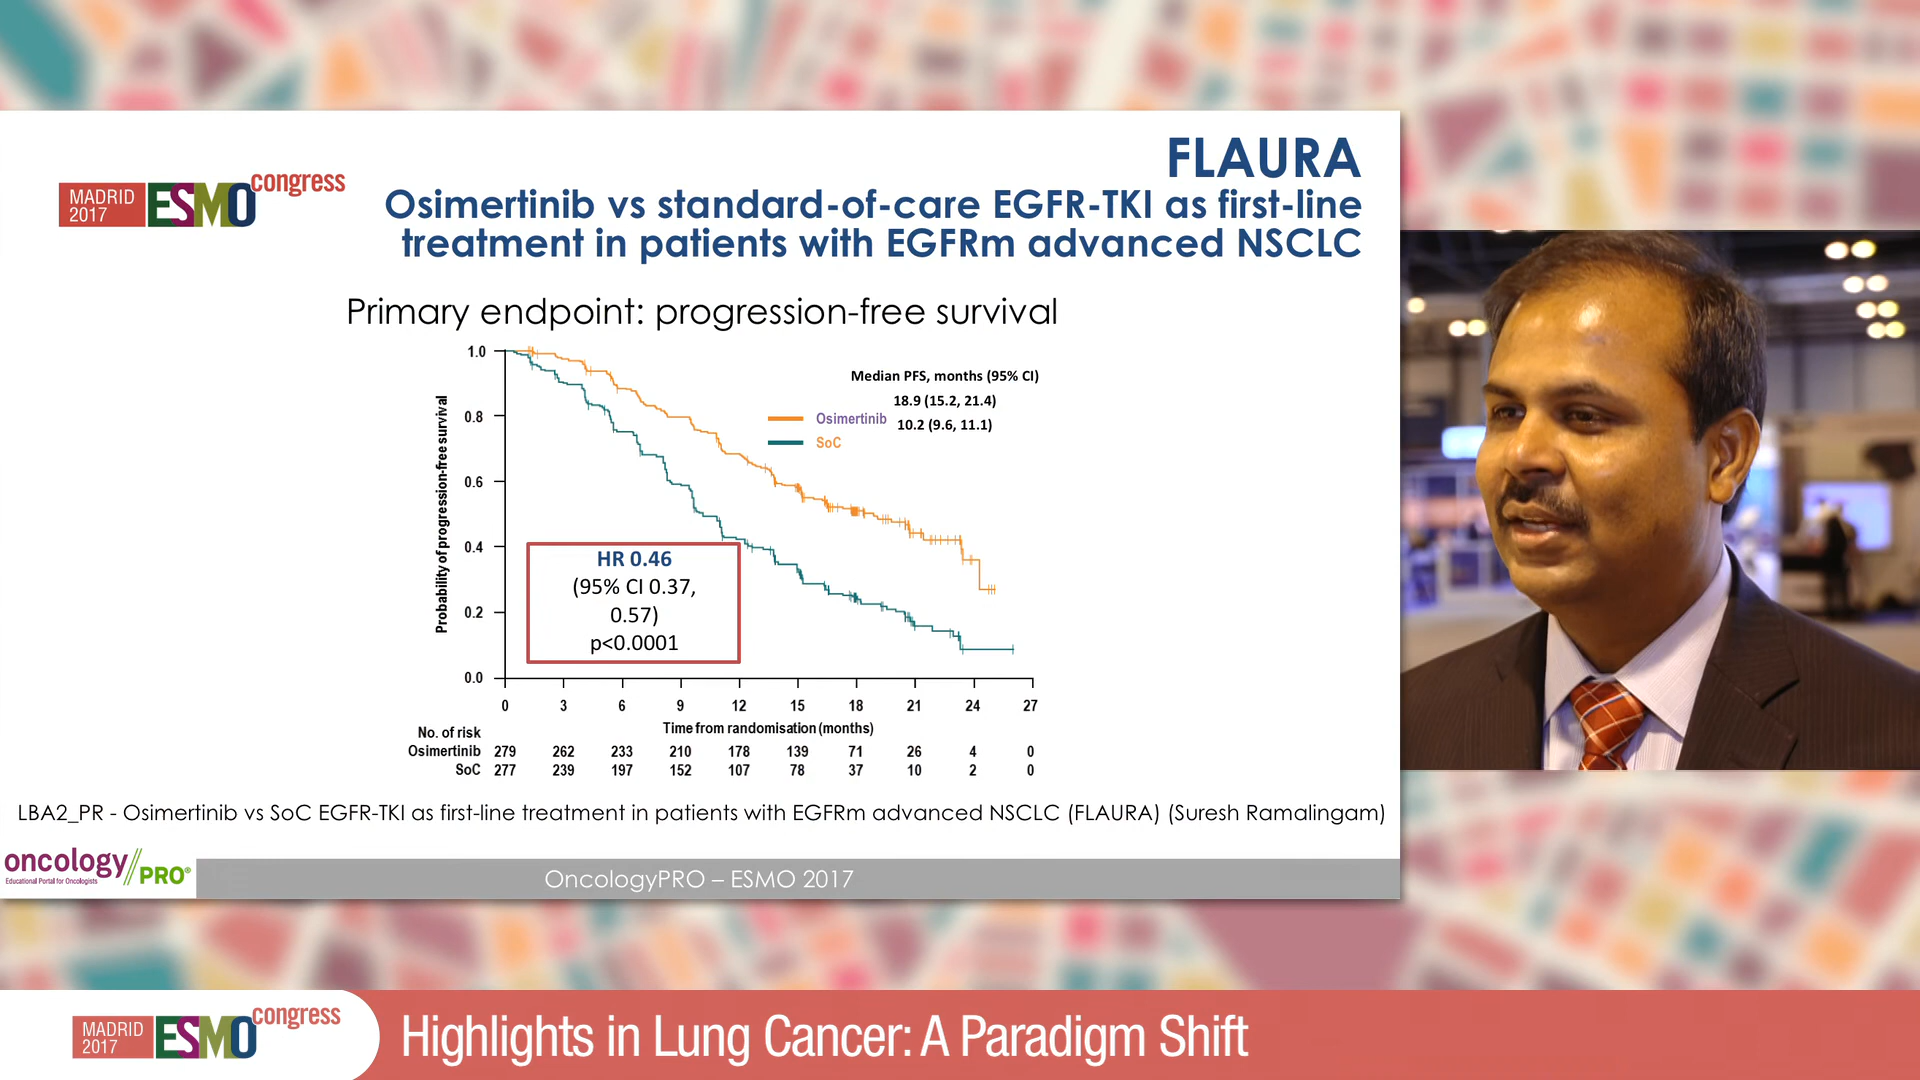 FLAURA
MADRID
2017
ESMO
congress
Osimertinib vs standard-of-care EGFR-TKI as first-line
treatment in patients with EGFRm advanced NSCLC
Primary endpoint: progression-free survival
Probability of progression-free survival
1.0
0.8
0.6
0.4
0.2
0.0
Median PFS, months (95% CI)
18.9 (15.2, 21.4)
Osimertinib
10.2 (9.6, 11.1)
SoC
HR 0.46
(95% CI 0.37,
0.57)
p<0.0001
0 3 6 9 12 15 18 21 24 27
Time from randomisation (months)
No. of risk
Osimertinib 279 262 233 210 178 139 71 26 4 0
SoC 277 239 197 152 107 78 37 10 2 0
LBA2_PR - Osimertinib vs SoC EGFR-TKI as first-line treatment in patients with EGFRm advanced NSCLC (FLAURA) (Suresh Ramalingam)
oncology//PRO®
Educational Portal for Oncologists
OncologyPRO – ESMO 2017
MADRID
2017
ESMO
congress
Highlights in Lung Cancer: A Paradigm Shift